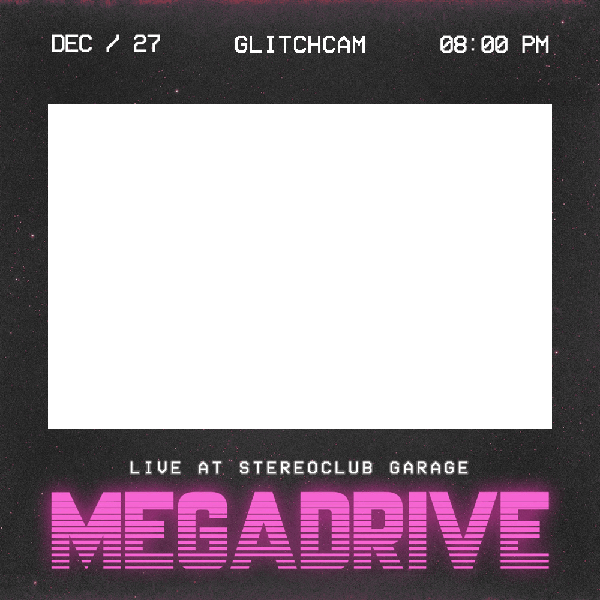 DEC / 27 GLITCHCAM 08:00 PM
LIVE AT STEREOCLUB GARAGE
MEGADRIVE